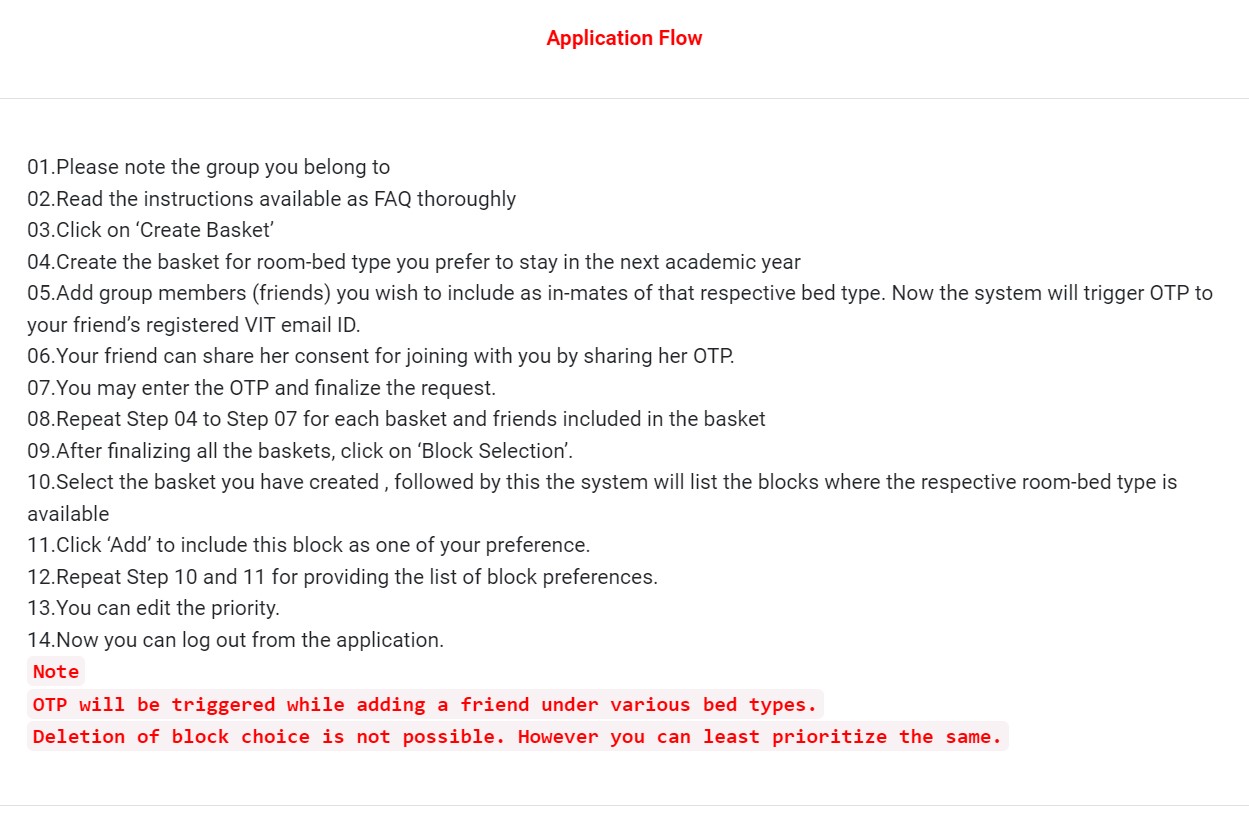 Application Flow
01.Please note the group you belong to
02.Read the instructions available as FAQ thoroughly
03.Click on ‘Create Basket’
04.Create the basket for room-bed type you prefer to stay in the next academic year
05.Add group members (friends) you wish to include as in-mates of that respective bed type. Now the system will trigger OTP to
your friend’s registered VIT email ID.
06.Your friend can share her consent for joining with you by sharing her OTP.
07.You may enter the OTP and finalize the request.
08.Repeat Step 04 to Step 07 for each basket and friends included in the basket
09.After finalizing all the baskets, click on ‘Block Selection’.
10.Select the basket you have created , followed by this the system will list the blocks where the respective room-bed type is
available
11.Click ‘Add’ to include this block as one of your preference.
12.Repeat Step 10 and 11 for providing the list of block preferences.
13.You can edit the priority.
14.Now you can log out from the application.
Note
OTP will be triggered while adding a friend under various bed types.
Deletion of block choice is not possible. However you can least prioritize the same.